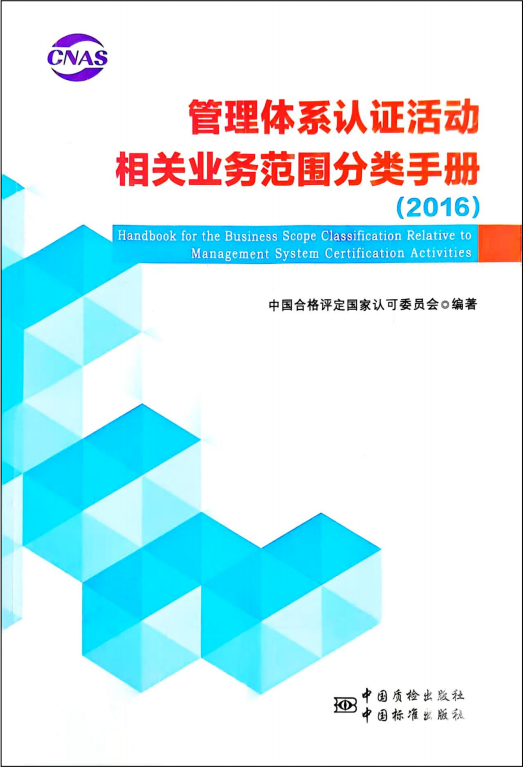 CNAS
管理体系认证活动
相关业务范围分类手册
(2016)
Handbook for the Business Scope Classification Relative to
Management System Certification Activities
中国合格评定国家认可委员会◎编著
中国质检出版社
中国标准出版社